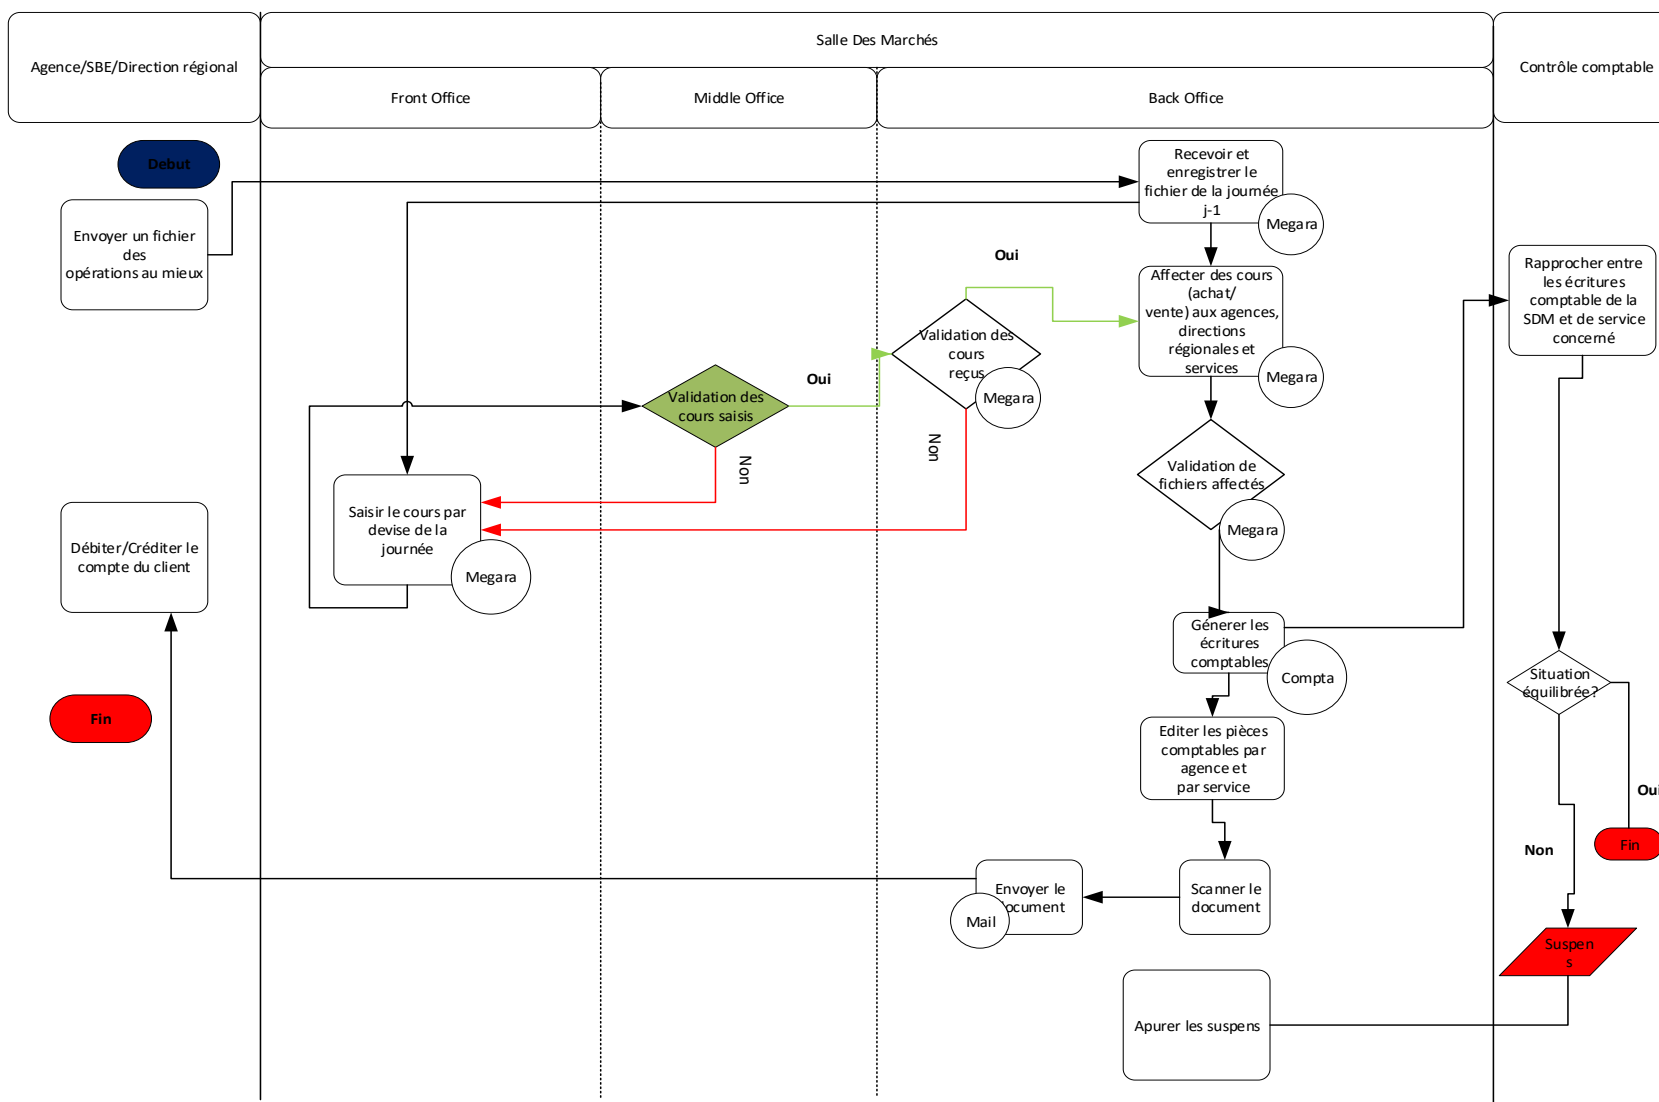 Salle Des Marchés
Agence/SBE/Direction régional
Contrôle comptable
Front Office
Middle Office
Back Office
Debut
Recevoir et
enregistrer le
fichier de la journée
j-1
Megara
Envoyer un fichier
des
opérations au mieux
Oui
Affecter des cours
(achat/
vente) aux agences,
directions
régionales et
services
Megara
Rapprocher entre
les écritures
comptable de la
SDM et de service
concerné
Validation des
cours
reçus
Megara
Oui
Validation des
cours saisis
Non
Non
Validation de
fichiers affectés
Megara
Saisir le cours par
devise de la
journée
Megara
Débiter/Créditer le
compte du client
Génerer les
écritures
comptables
Compta
Situation
équilibrée?
Fin
Editer les pièces
comptables par
agence et
par service
Oui
Non
Fin
Envoyer le
document
Mail
Scanner le
document
Suspen
s
Apurer les suspens